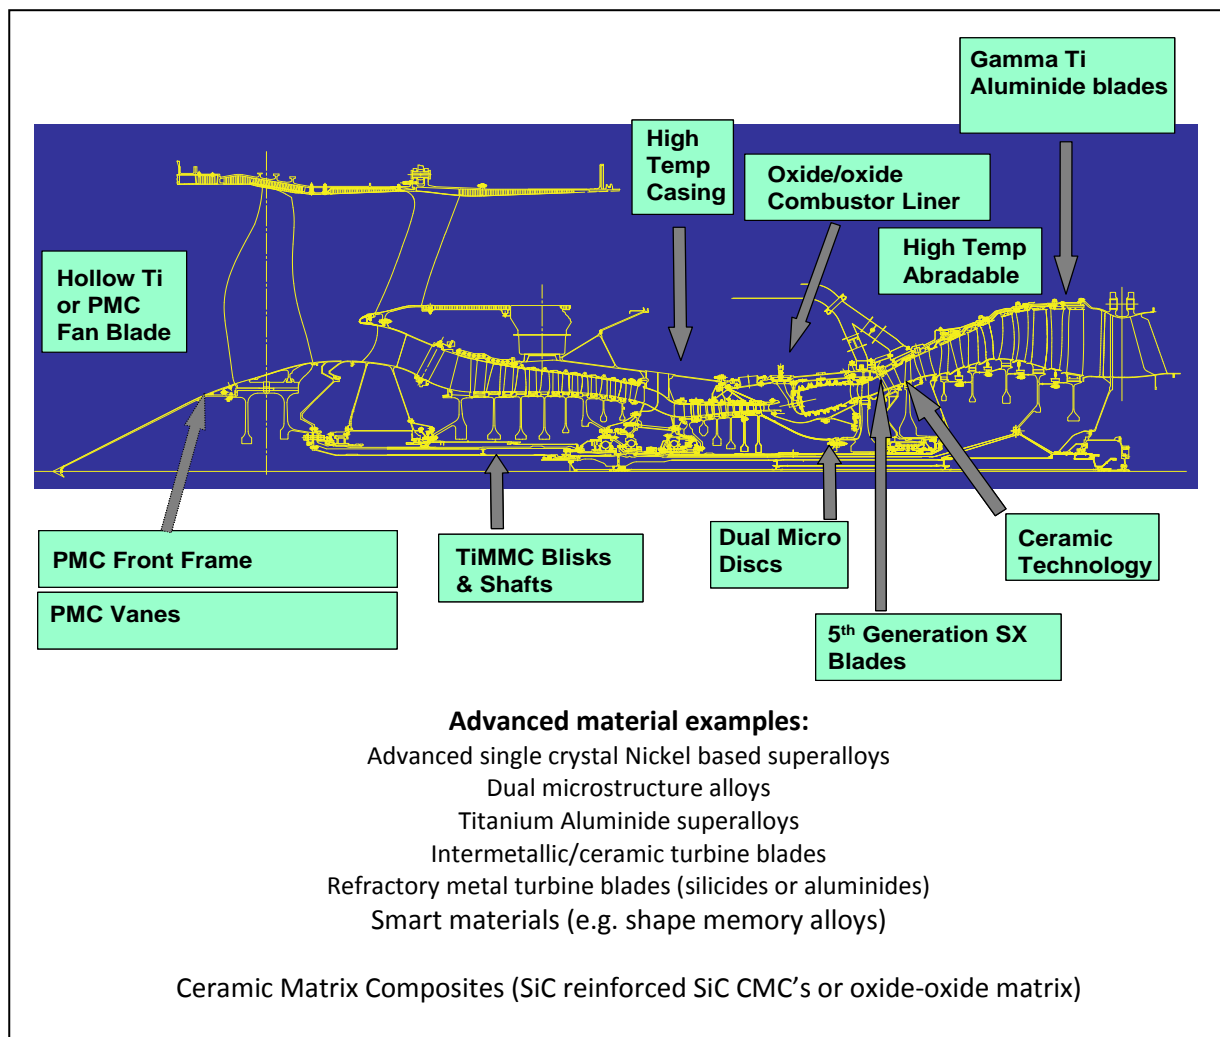 Gamma Ti
Aluminide blades
High
Temp
Casing
Oxide/oxide
Combustor Liner
High Temp
Abradable
Hollow Ti
or PMC
Fan Blade
PMC Front Frame
PMC Vanes
TiMMC Blisks
& Shafts
Dual Micro
Discs
Ceramic
Technology
5th Generation SX
Blades
Advanced material examples:
Advanced single crystal Nickel based superalloys
Dual microstructure alloys
Titanium Aluminide superalloys
Intermetallic/ceramic turbine blades
Refractory metal turbine blades (silicides or aluminides)
Smart materials (e.g. shape memory alloys)
Ceramic Matrix Composites (SiC reinforced SiC CMC’s or oxide-oxide matrix)